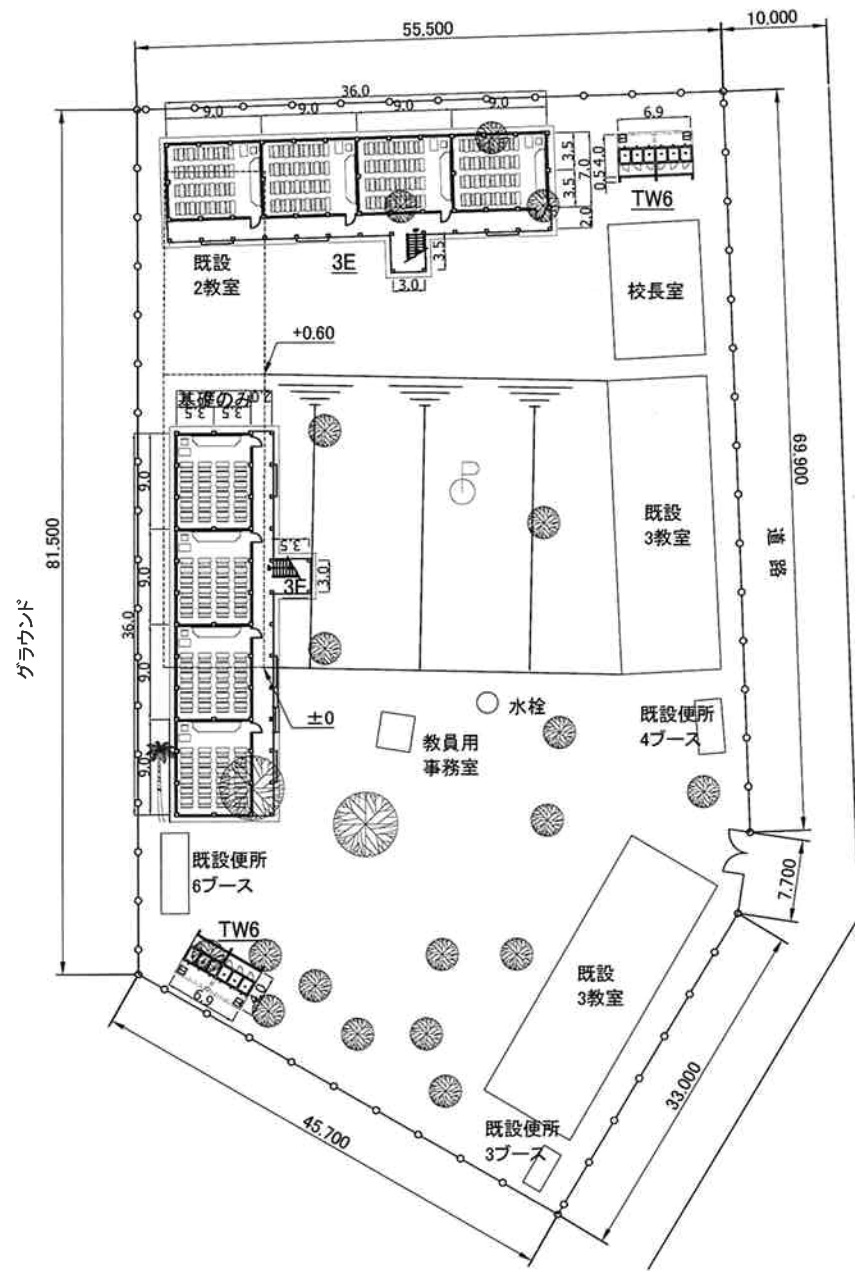 55.500
10.000
36.0
9.0
9.0
9.0
9.0
6.9
4.0
0.5
TW6
3.5
7.0
3.5
2.0
既設
2教室
3E
3.5
3.0
校長室
+0.60
基礎のみ
2.0
3.5
3.5
69.900
道路
81.500
グラウンド
36.0
9.0
9.0
9.0
9.0
3.5
3.0
既設
3教室
±0
水栓
教員用
事務室
既設便所
4ブース
7.700
既設便所
6ブース
TW6
6.9
既設
3教室
33.000
45.700
既設便所
3ブース